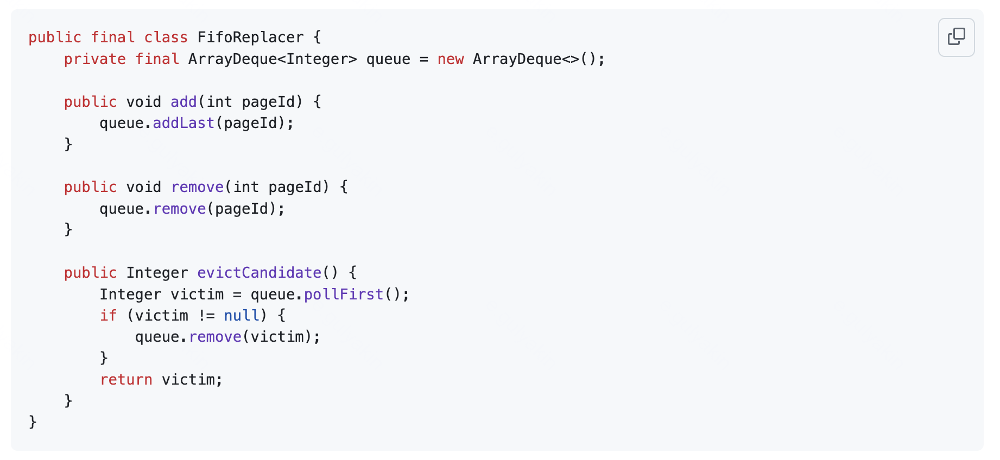 public final class FifoReplacer {
    private final ArrayDeque<Integer> queue = new ArrayDeque<>();

    public void add(int pageId) {
        queue.addLast(pageId);
    }

    public void remove(int pageId) {
        queue.remove(pageId);
    }

    public Integer evictCandidate() {
        Integer victim = queue.pollFirst();
        if (victim != null) {
            queue.remove(victim);
        }
        return victim;
    }
}